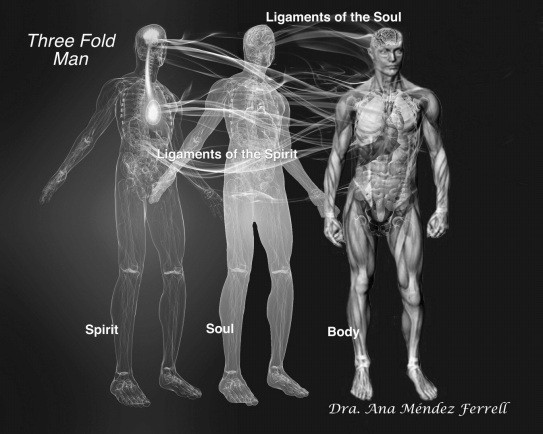 Ligaments of the Soul
Three Fold
Man
Ligaments of the Spirit
Spirit
Soul
Body
Dra. Ana Méndez Ferrell